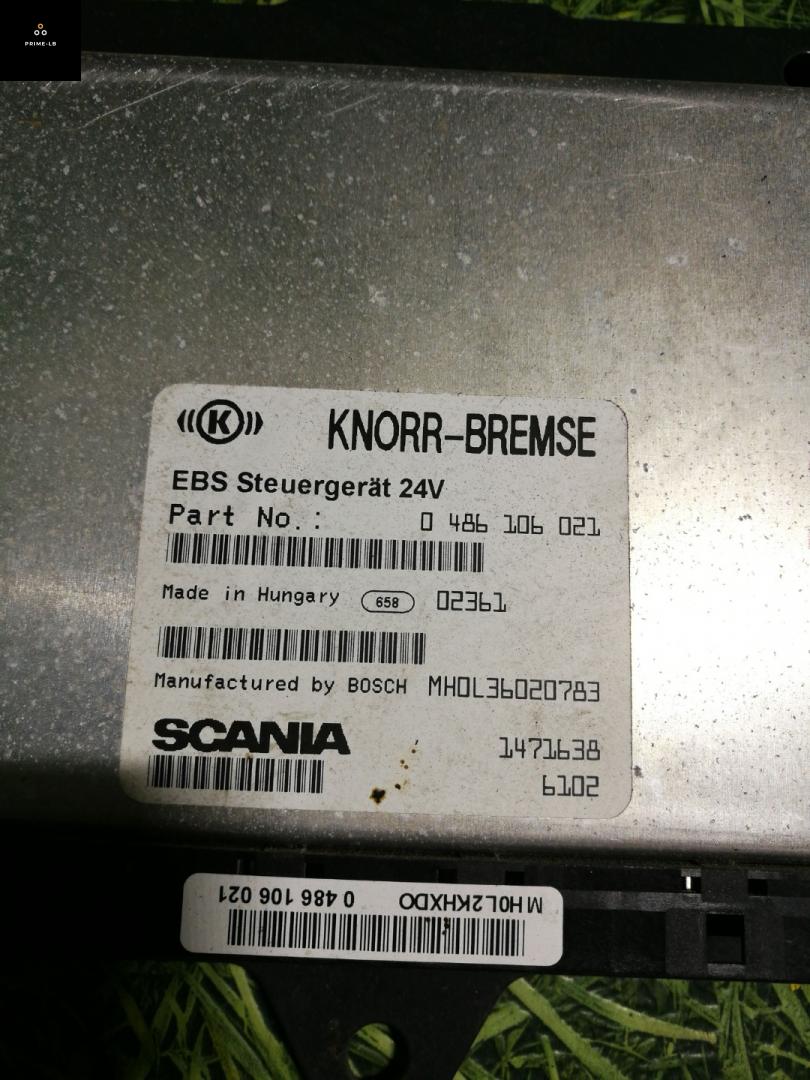 PRIME-LB
K KNORR-BREMSE
EBS Steuergerät 24V
Part No.: 0 486 106 021
Made in Hungary 658 02361
Manufactured by BOSCH MH0L36020783
SCANIA 1471638
6102
M H0L2KHXDO 0 486 106 021